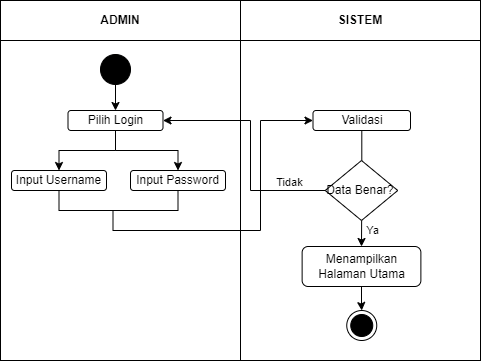 ADMIN
SISTEM
Pilih Login
Validasi
Input Username
Input Password
Tidak
Data Benar?
Ya
Menampilkan
Halaman Utama